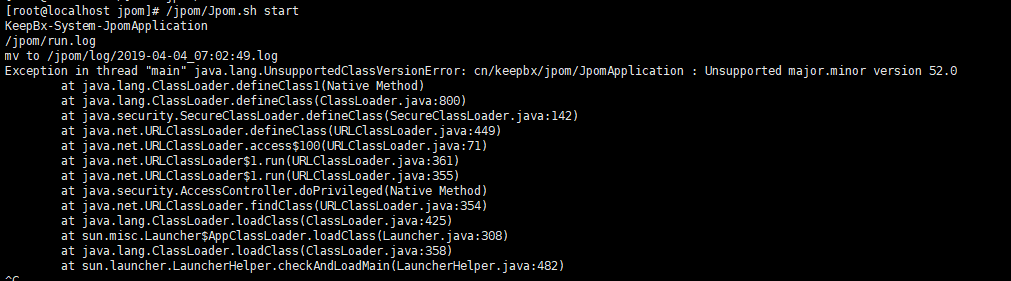 [root@localhost jpom]# /jpom/Jpom.sh start
KeepBx-System-JpomApplication
/jpom/run.log
mv to /jpom/log/2019-04-04_07:02:49.log
Exception in thread "main" java.lang.UnsupportedClassVersionError: cn/keepbx/jpom/JpomApplication : Unsupported major.minor version 52.0
        at java.lang.ClassLoader.defineClass1(Native Method)
        at java.lang.ClassLoader.defineClass(ClassLoader.java:800)
        at java.security.SecureClassLoader.defineClass(SecureClassLoader.java:142)
        at java.net.URLClassLoader.defineClass(URLClassLoader.java:449)
        at java.net.URLClassLoader.access$100(URLClassLoader.java:71)
        at java.net.URLClassLoader$1.run(URLClassLoader.java:361)
        at java.net.URLClassLoader$1.run(URLClassLoader.java:355)
        at java.security.AccessController.doPrivileged(Native Method)
        at java.net.URLClassLoader.findClass(URLClassLoader.java:354)
        at java.lang.ClassLoader.loadClass(ClassLoader.java:425)
        at sun.misc.Launcher$AppClassLoader.loadClass(Launcher.java:308)
        at java.lang.ClassLoader.loadClass(ClassLoader.java:358)
        at sun.launcher.LauncherHelper.checkAndLoadMain(LauncherHelper.java:482)
^C